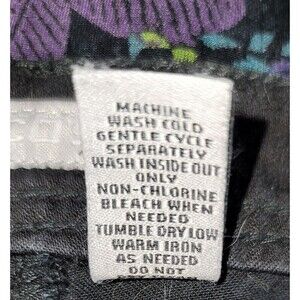 MACHINE
WASH COLD
GENTLE CYCLE
SEPARATELY
WASH INSIDE OUT
ONLY
NON-CHLORINE
BLEACH WHEN
NEEDED
TUMBLE DRY LOW
WARM IRON
AS NEEDED
DO NOT